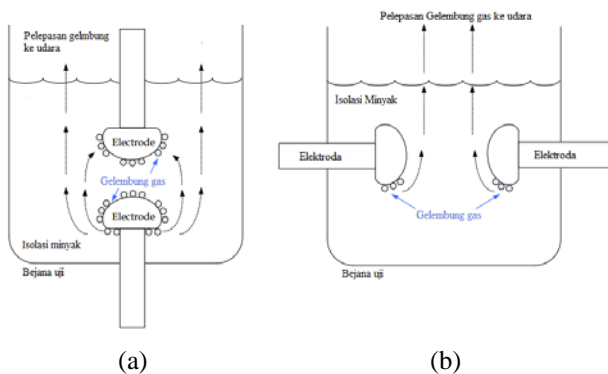 Pelepasan gelmbung
ke udara
Electrode
Gelembung gas
Electrode
Isolasi minyak
Bejana uji
(a)
Pelepasan Gelembung gas ke udara
Isolasi Minyak
Elektroda
Elektroda
Gelembung gas
Bejana uji
(b)